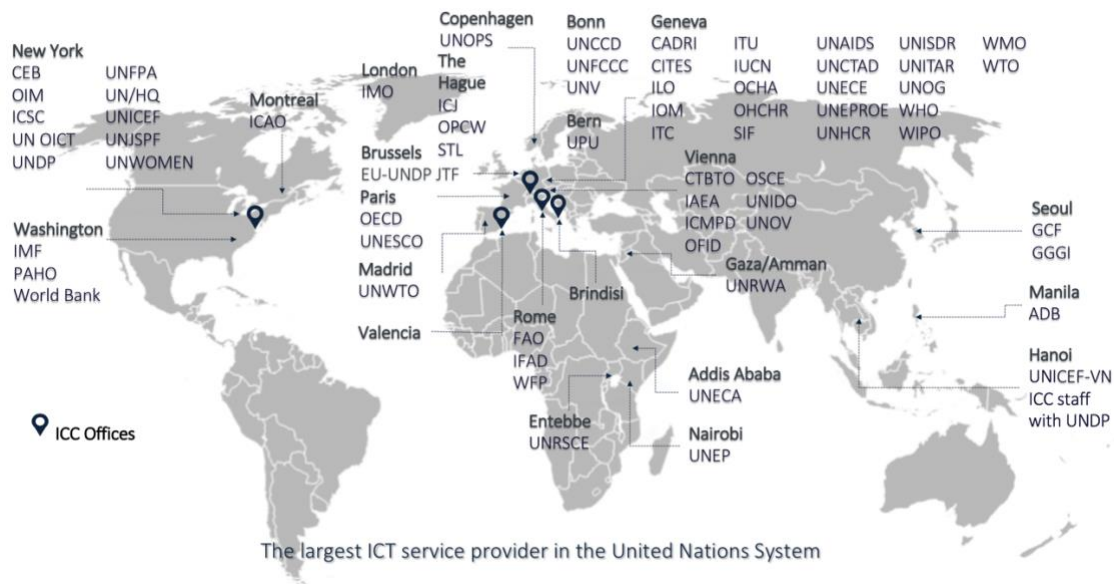 New York
CEB UNFPA
OIM UN/HQ
ICSC UNICEF
UN OICT UNJSPF
UNDP UNWOMEN
Montreal
ICAO
Washington
IMF
PAHO
World Bank
London
IMO
Copenhagen
UNOPS
The
Hague
ICJ
OPCW
STL
Brussels
EU-UNDP JTF
Paris
OECD
UNESCO
Madrid
UNWTO
Valencia
Bonn
UNCCD
UNFCCC
UNV
Bern
UPU
Geneva
CADRI ITU UNAIDS UNISDR WMO
CITES IUCN UNCTAD UNITAR WTO
ILO OCHA UNECE UNOG
IOM OHCHR UNEPROE WHO
ITC SIF UNHCR WIPO
Vienna
CTBTO OSCE
IAEA UNIDO
ICMPD UNOV
OFID
Gaza/Amman
UNRWA
Brindisi
Rome
FAO
IFAD
WFP
Addis Ababa
UNECA
Entebbe
UNRSCE
Nairobi
UNEP
Seoul
GCF
GGGI
Manila
ADB
Hanoi
UNICEF-VN
ICC staff
with UNDP
ICC Offices
The largest ICT service provider in the United Nations System